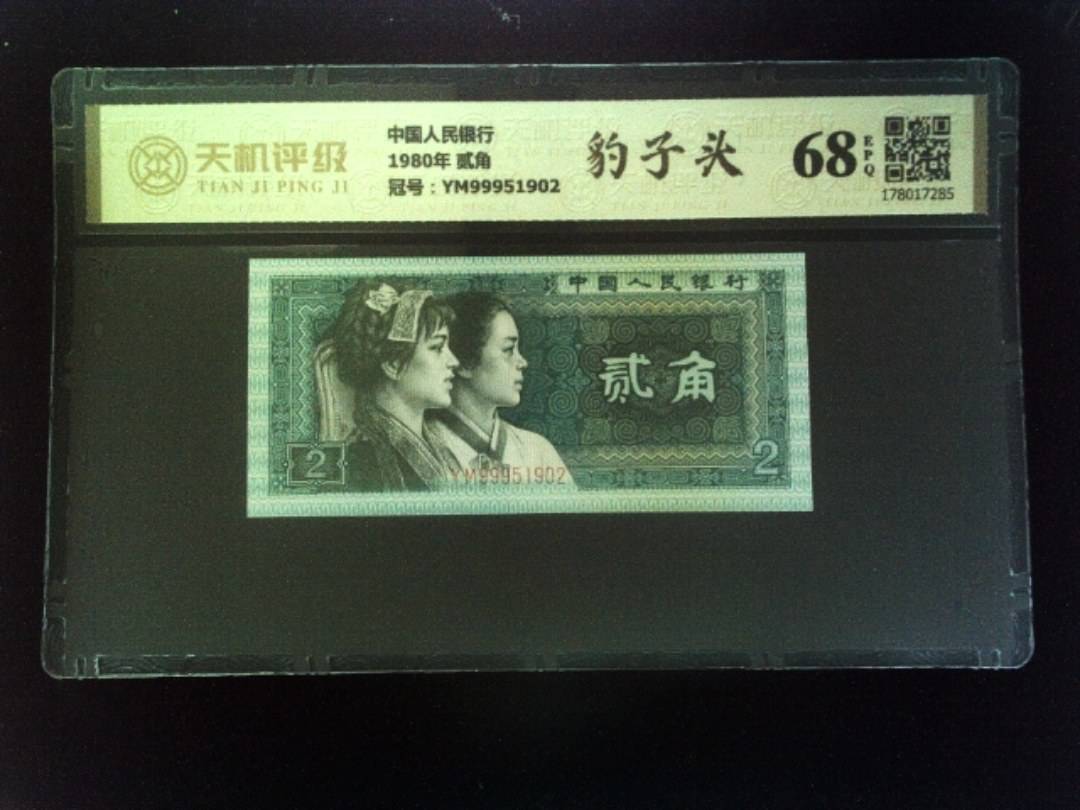 天机评级
TIAN JI PING JI
中国人民银行
1980年 贰角
冠号：YM99951902
豹子头
68
EPQ
178017285
中国人民银行
贰角
2
2
YM99951902